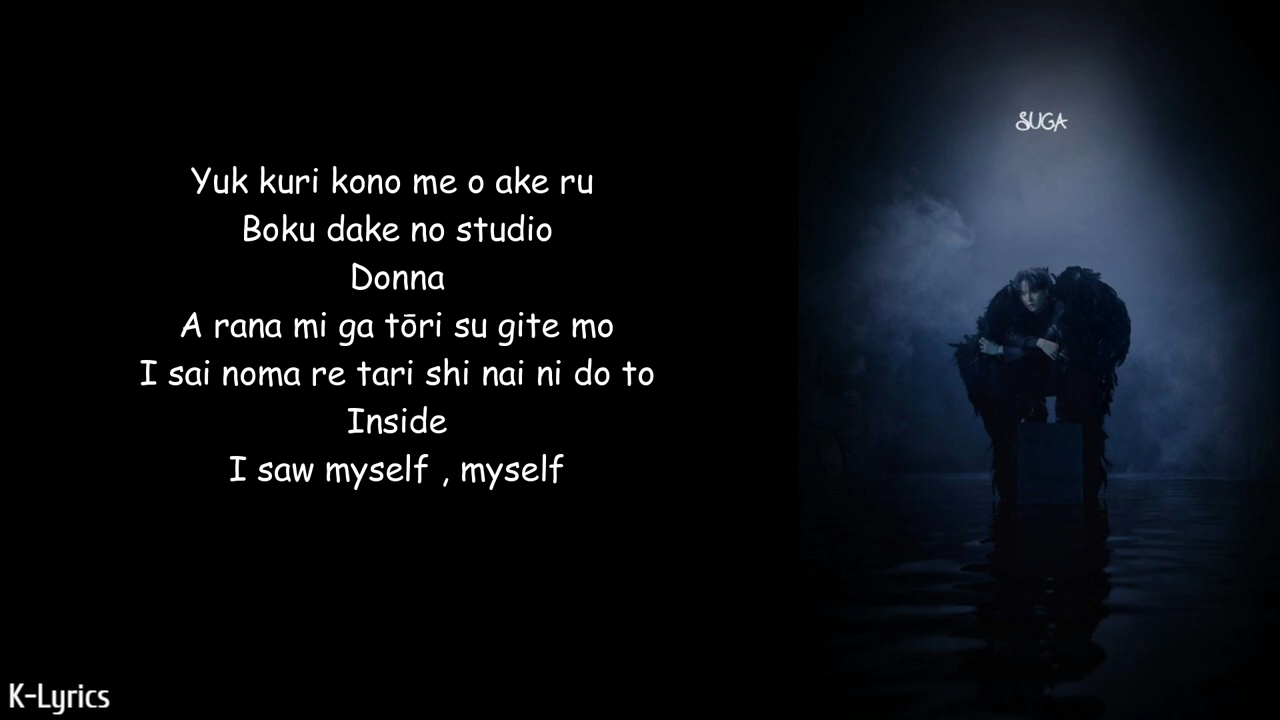 SUGA
Yuk kuri kono me o ake ru
Boku dake no studio
Donna
A rana mi ga tōri su gite mo
I sai noma re tari shi nai ni do to
Inside
I saw myself , myself
K-Lyrics